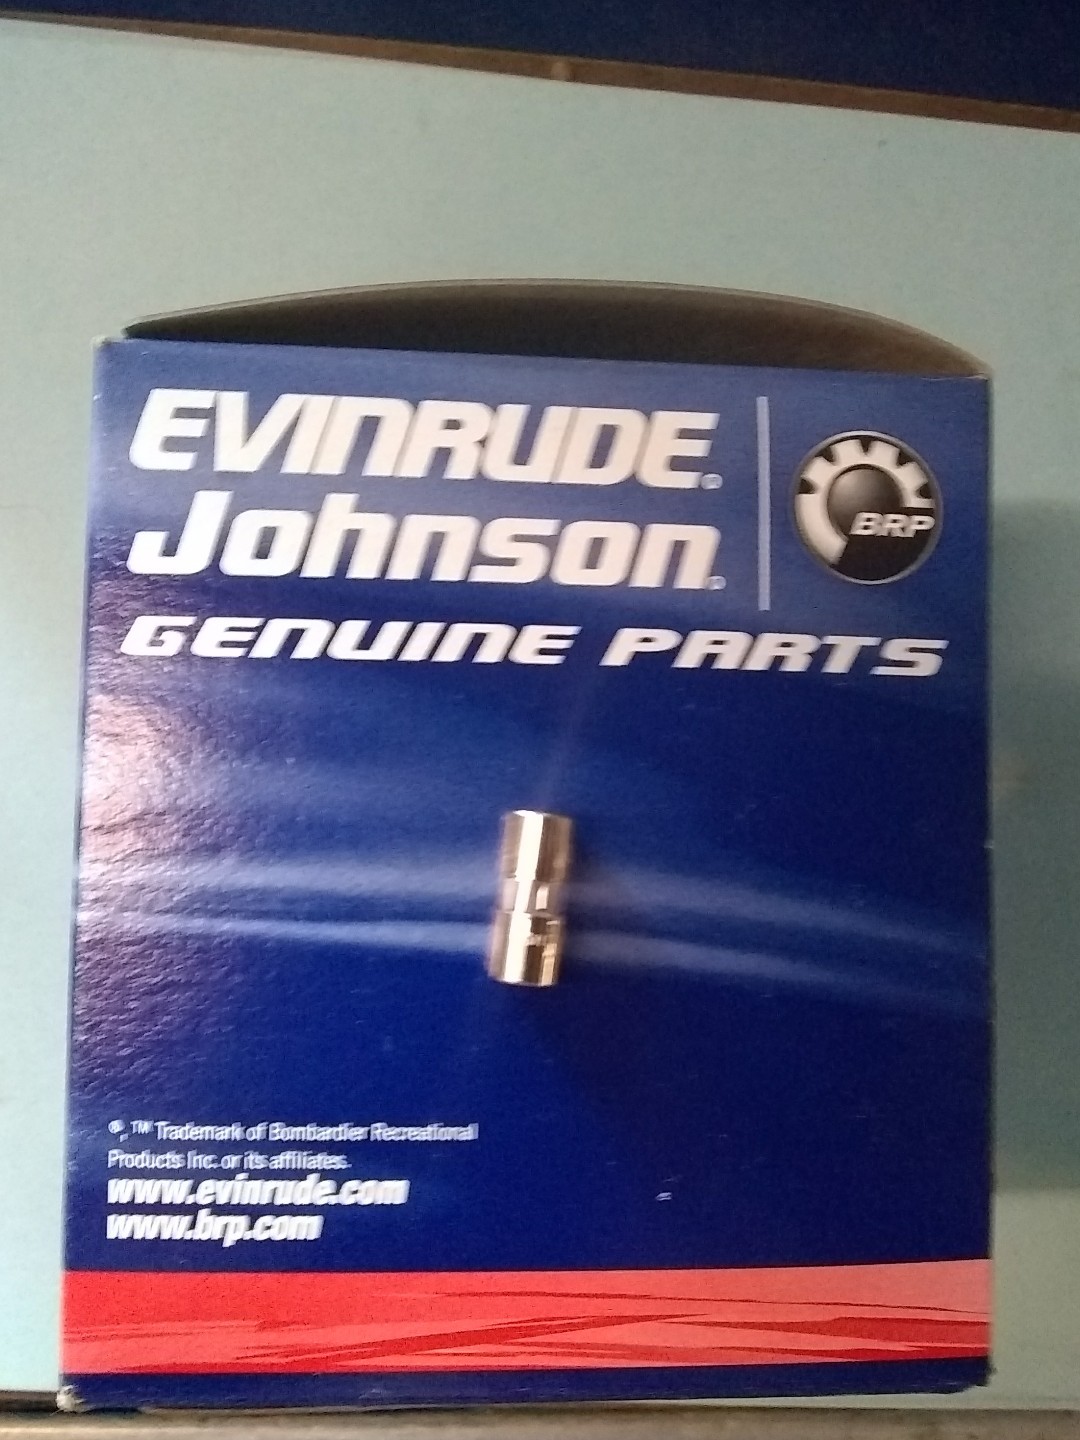 EVINRUDE®
Johnson®
BRP
GENUINE PARTS
®,™ Trademark of Bombardier Recreational
Products Inc. or its affiliates.
www.evinrude.com
www.brp.com